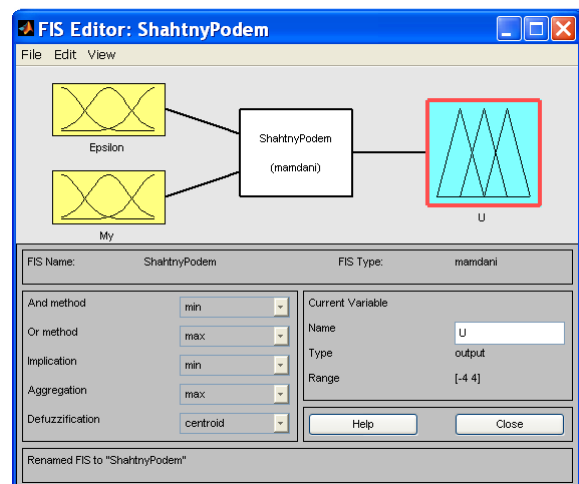 FIS Editor: ShahtnyPodem
File Edit View
Epsilon
My
ShahtnyPodem
(mamdani)
U
FIS Name: ShahtnyPodem FIS Type: mamdani
And method min
Or method max
Implication min
Aggregation max
Defuzzification centroid
Current Variable
Name U
Type output
Range [-4 4]
Help Close
Renamed FIS to "ShahtnyPodem"